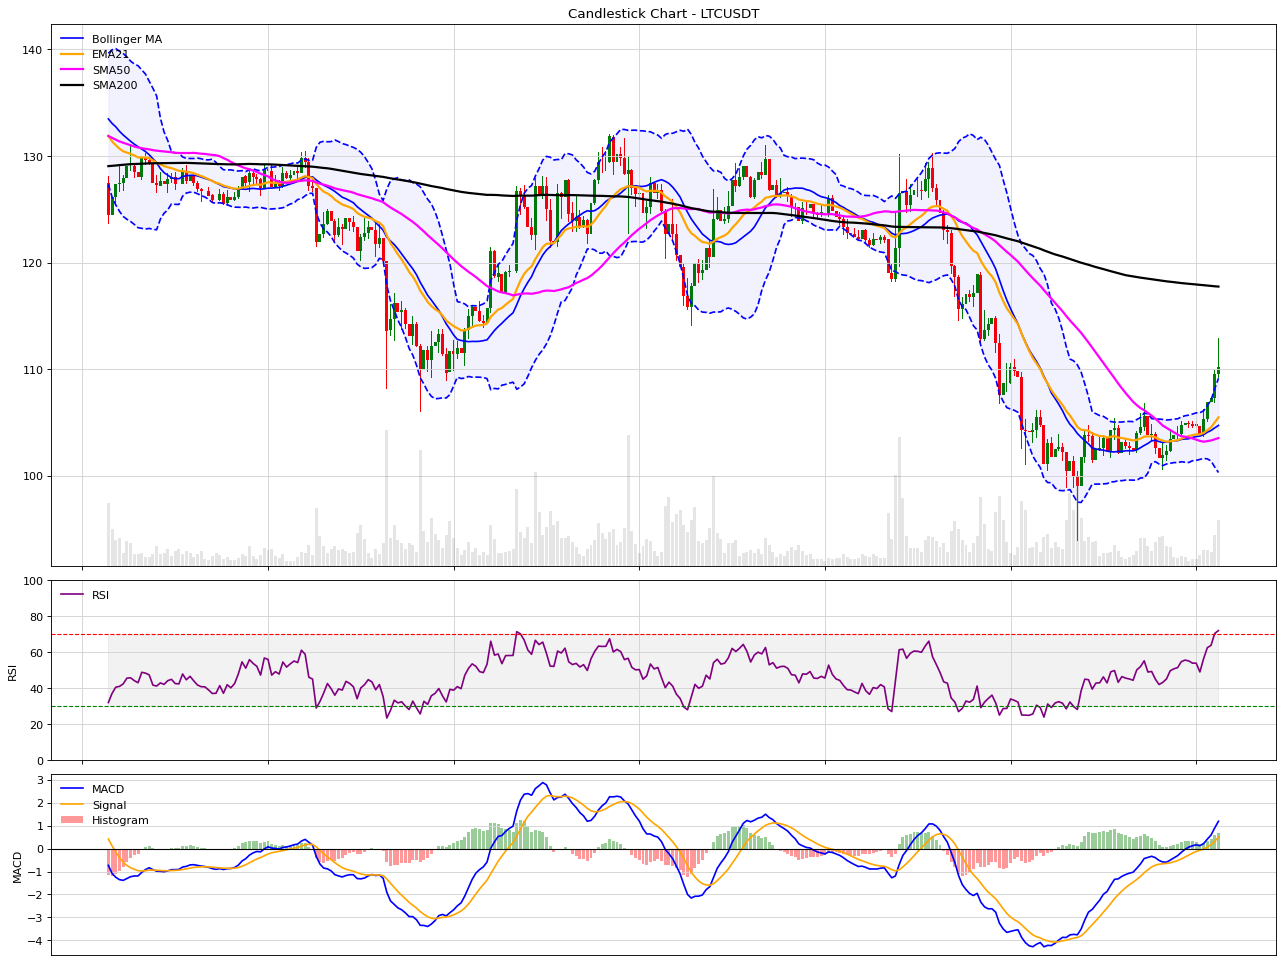 Candlestick Chart - LTCUSDT
Bollinger MA
EMA21
SMA50
SMA200
140
130
120
110
100
RSI
100
80
60
40
20
0
RSI
MACD
Signal
Histogram
3
2
1
0
−1
−2
−3
−4
MACD